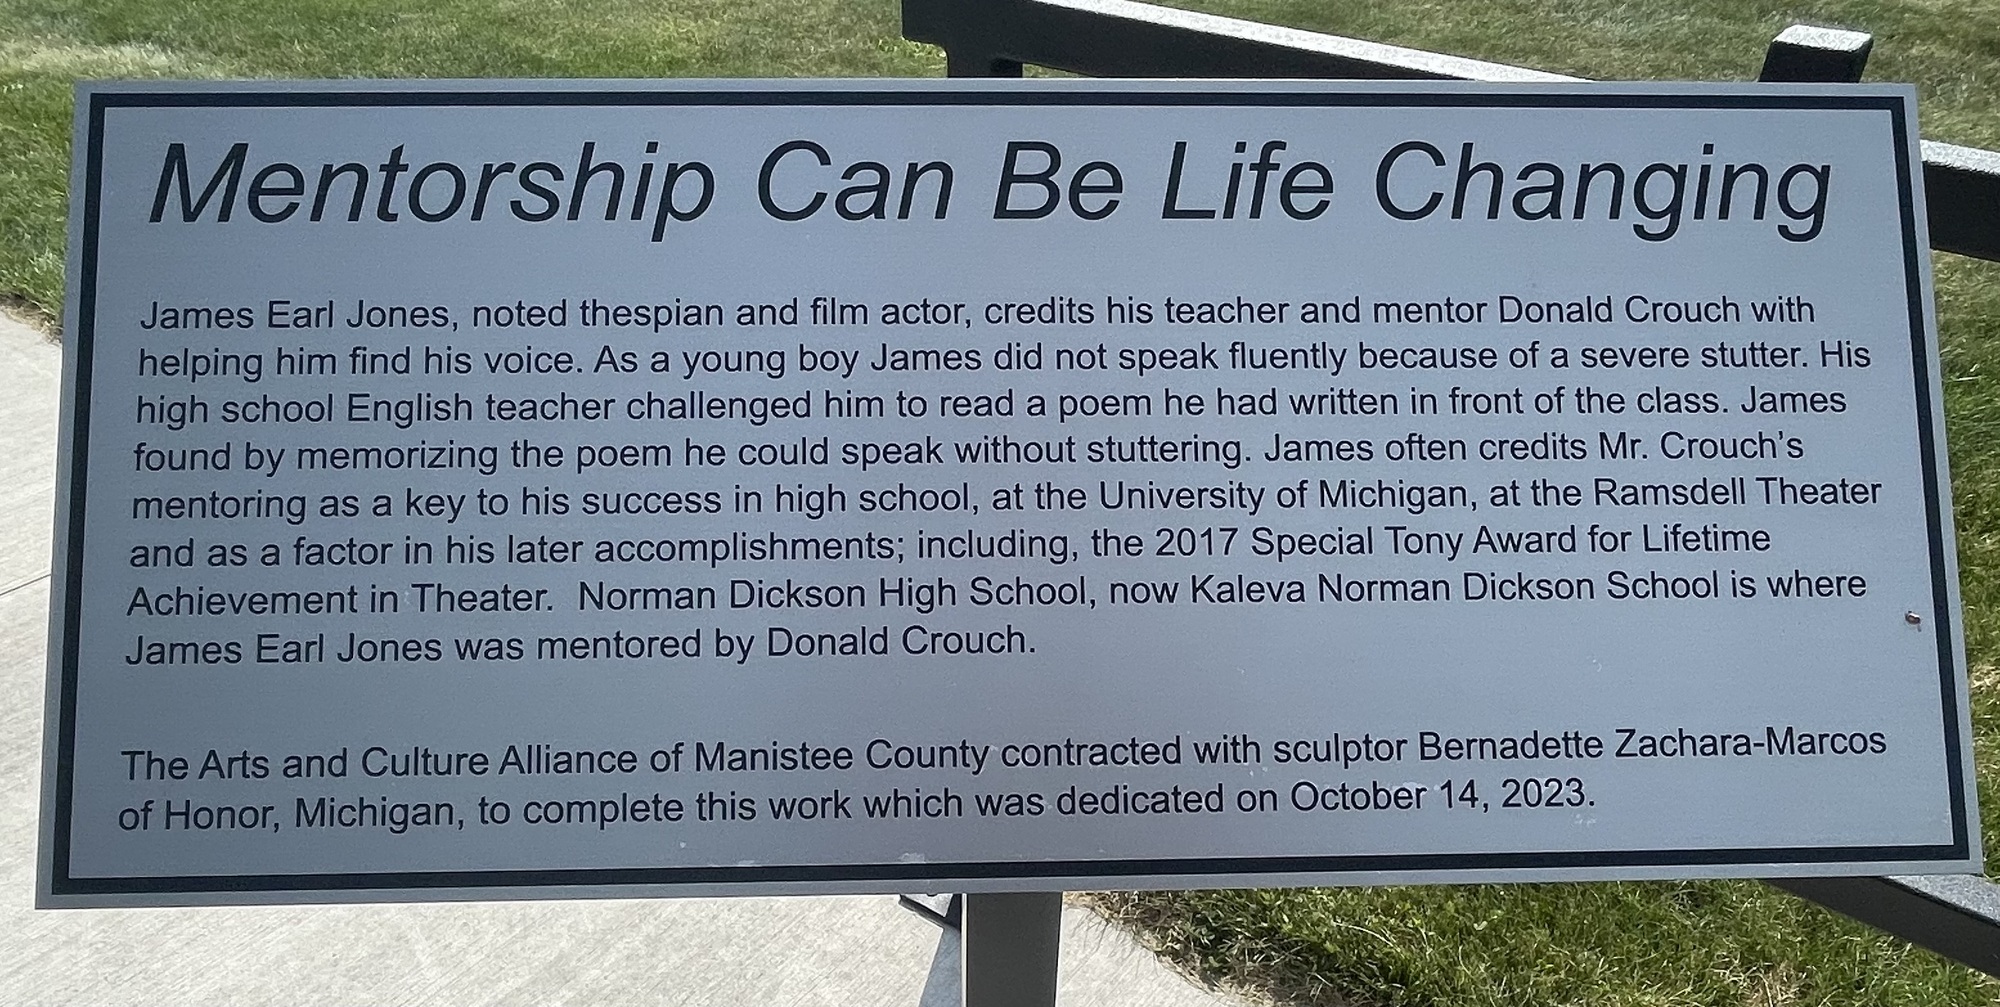 Mentorship Can Be Life Changing
James Earl Jones, noted thespian and film actor, credits his teacher and mentor Donald Crouch with
helping him find his voice. As a young boy James did not speak fluently because of a severe stutter. His
high school English teacher challenged him to read a poem he had written in front of the class. James
found by memorizing the poem he could speak without stuttering. James often credits Mr. Crouch’s
mentoring as a key to his success in high school, at the University of Michigan, at the Ramsdell Theater
and as a factor in his later accomplishments; including, the 2017 Special Tony Award for Lifetime
Achievement in Theater.  Norman Dickson High School, now Kaleva Norman Dickson School is where
James Earl Jones was mentored by Donald Crouch.
The Arts and Culture Alliance of Manistee County contracted with sculptor Bernadette Zachara-Marcos
of Honor, Michigan, to complete this work which was dedicated on October 14, 2023.